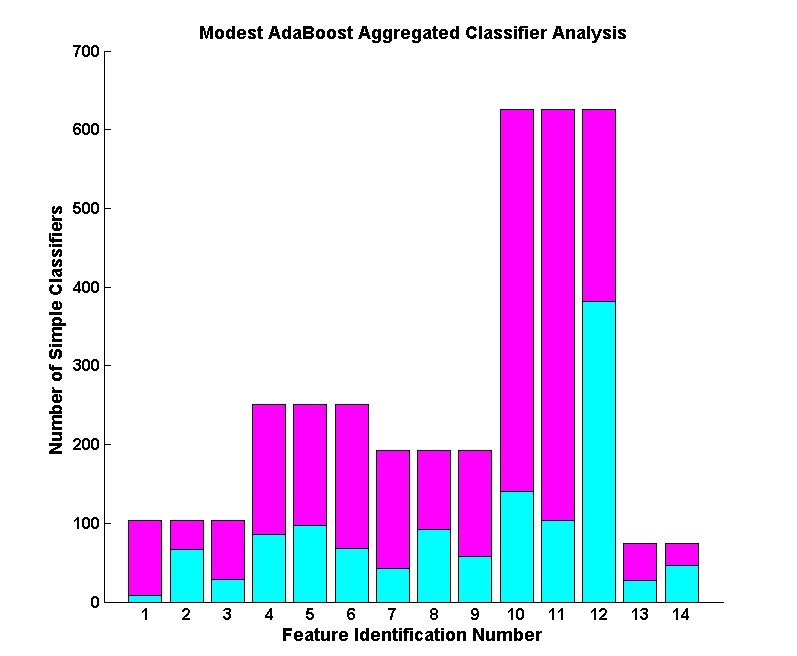 Modest AdaBoost Aggregated Classifier Analysis
700
600
500
400
300
200
100
0
Number of Simple Classifiers
1 2 3 4 5 6 7 8 9 10 11 12 13 14
Feature Identification Number